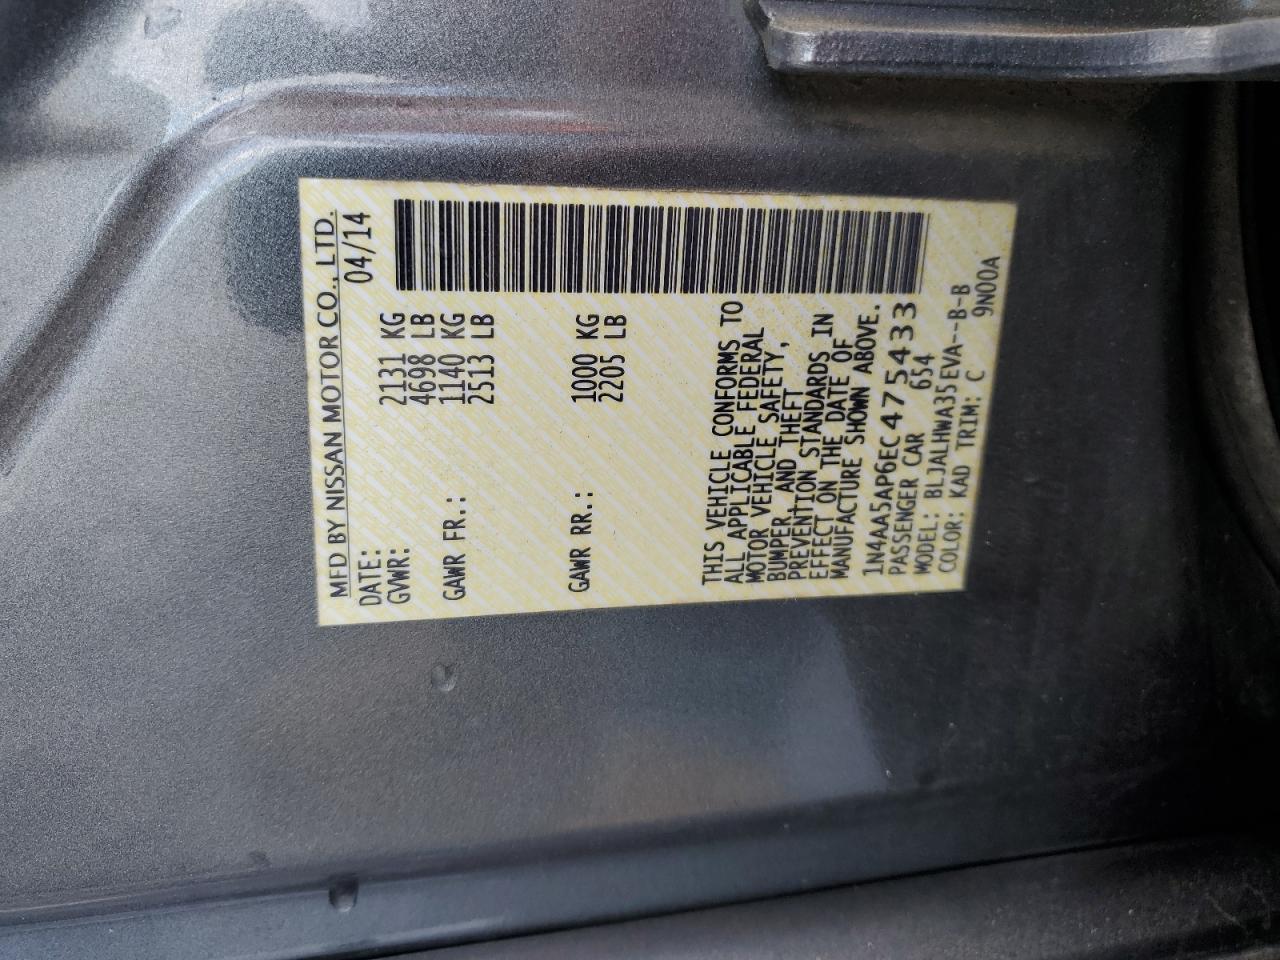 MFD BY NISSAN MOTOR CO., LTD.
DATE: 04/14
GVWR: 2131 KG
4698 LB
GAWR FR.: 1140 KG
2513 LB
GAWR RR.: 1000 KG
2205 LB
THIS VEHICLE CONFORMS TO
ALL APPLICABLE FEDERAL
MOTOR VEHICLE SAFETY,
BUMPER, AND THEFT
PREVENTION STANDARDS IN
EFFECT ON THE DATE OF
MANUFACTURE SHOWN ABOVE.
1N4AA5AP6EC475433
PASSENGER CAR 654
MODEL: BLJALHWA35EVA--B-B
COLOR: KAD TRIM: C 9N00A